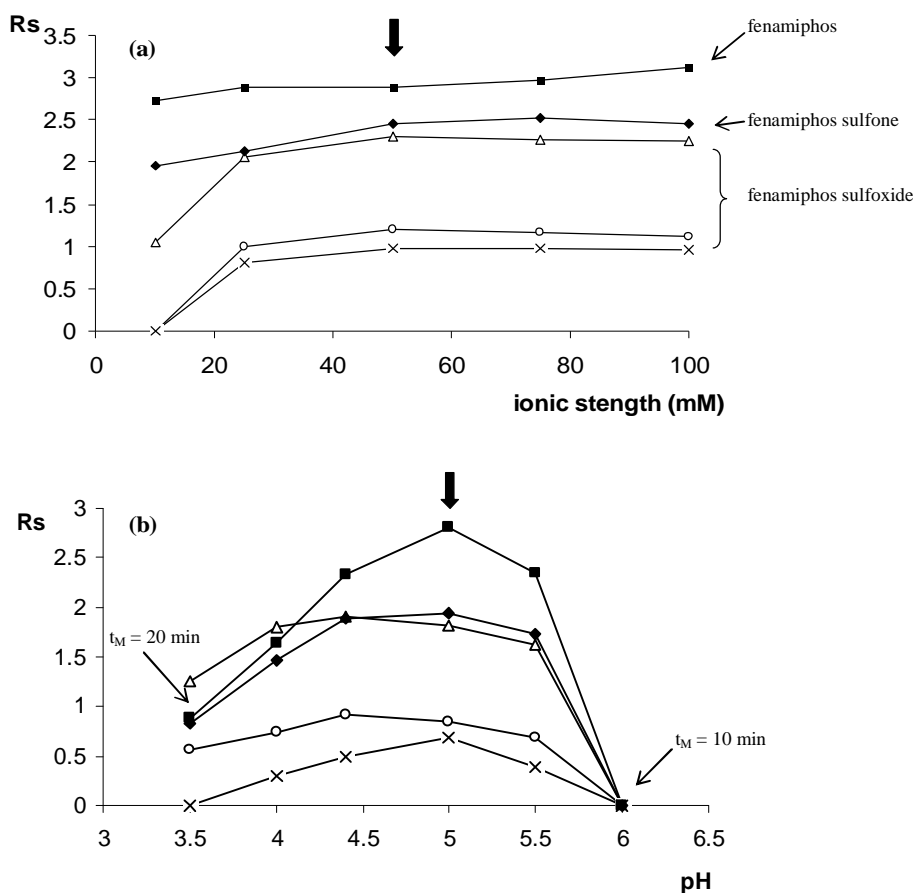 Rs
(a)
3.5
3
2.5
2
1.5
1
0.5
0
0 20 40 60 80 100
ionic stength (mM)
fenamiphos
fenamiphos sulfone
fenamiphos sulfoxide
Rs
(b)
3
2.5
2
1.5
1
0.5
0
tM = 20 min
tM = 10 min
3 3.5 4 4.5 5 5.5 6 6.5
pH